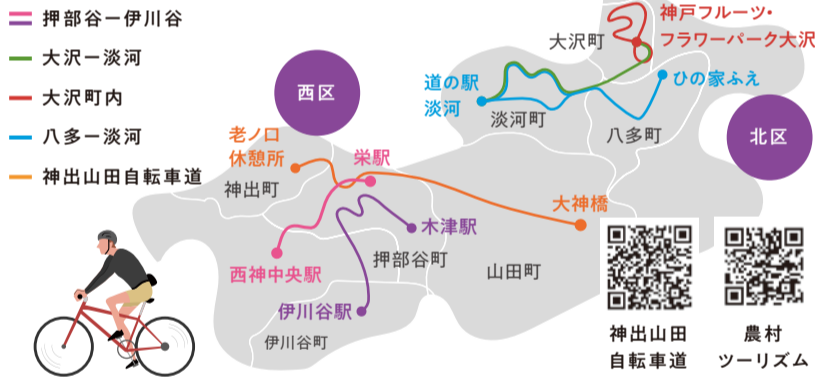 押部谷ー伊川谷
大沢ー淡河
大沢町内
八多ー淡河
神出山田自転車道
西区
北区
神戸フルーツ・
フラワーパーク大沢
大沢町
道の駅
淡河
淡河町
ひの家ふえ
八多町
老ノ口
休憩所
神出町
栄駅
大神橋
木津駅
押部谷町
西神中央駅
山田町
伊川谷駅
伊川谷町
神出山田
自転車道
農村
ツーリズム